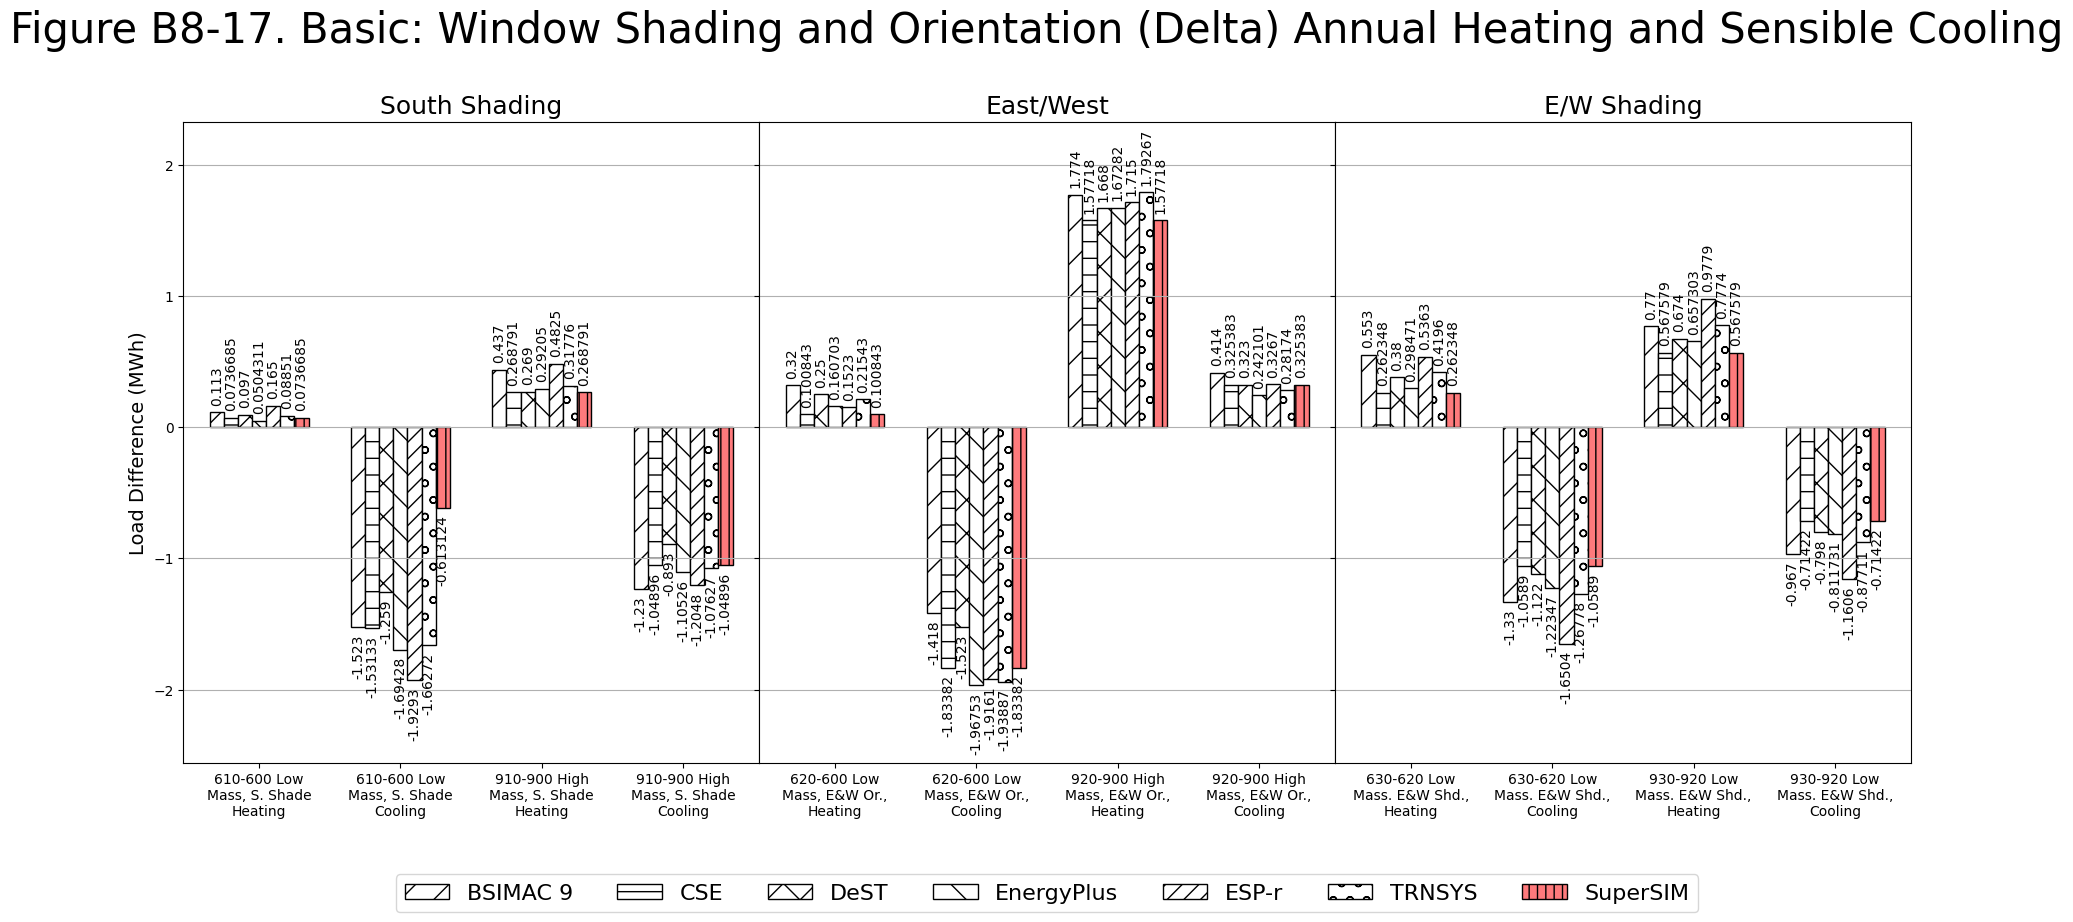 Figure B8-17. Basic: Window Shading and Orientation (Delta) Annual Heating and Sensible Cooling
South Shading
East/West
E/W Shading
Load Difference (MWh)
2
1
0
−1
−2
0.113
0.0736685
0.097
0.0504311
0.165
0.08851
0.0736685
-1.523
-1.53133
-1.259
-1.69428
-1.9293
-1.66272
-0.613124
0.437
0.268791
0.269
0.29205
0.4825
0.31776
0.268791
-1.23
-1.04896
-0.893
-1.10526
-1.2048
-1.07627
-1.04896
0.32
0.100843
0.25
0.160703
0.1523
0.21543
0.100843
-1.418
-1.83382
-1.523
-1.96753
-1.9161
-1.93887
-1.83382
1.774
1.57718
1.668
1.67282
1.715
1.79267
1.57718
0.414
0.325383
0.323
0.242101
0.3267
0.28174
0.325383
0.553
0.262348
0.38
0.298471
0.5363
0.4196
0.262348
-1.33
-1.0589
-1.122
-1.22347
-1.6504
-1.26778
-1.0589
0.77
0.567579
0.674
0.657303
0.9779
0.7774
0.567579
-0.967
-0.71422
-0.798
-0.811731
-1.1606
-0.87711
-0.71422
610-600 Low
Mass, S. Shade
Heating
610-600 Low
Mass, S. Shade
Cooling
910-900 High
Mass, S. Shade
Heating
910-900 High
Mass, S. Shade
Cooling
620-600 Low
Mass, E&W Or.,
Heating
620-600 Low
Mass, E&W Or.,
Cooling
920-900 High
Mass, E&W Or.,
Heating
920-900 High
Mass, E&W Or.,
Cooling
630-620 Low
Mass. E&W Shd.,
Heating
630-620 Low
Mass. E&W Shd.,
Cooling
930-920 Low
Mass. E&W Shd.,
Heating
930-920 Low
Mass. E&W Shd.,
Cooling
BSIMAC 9
CSE
DeST
EnergyPlus
ESP-r
TRNSYS
SuperSIM